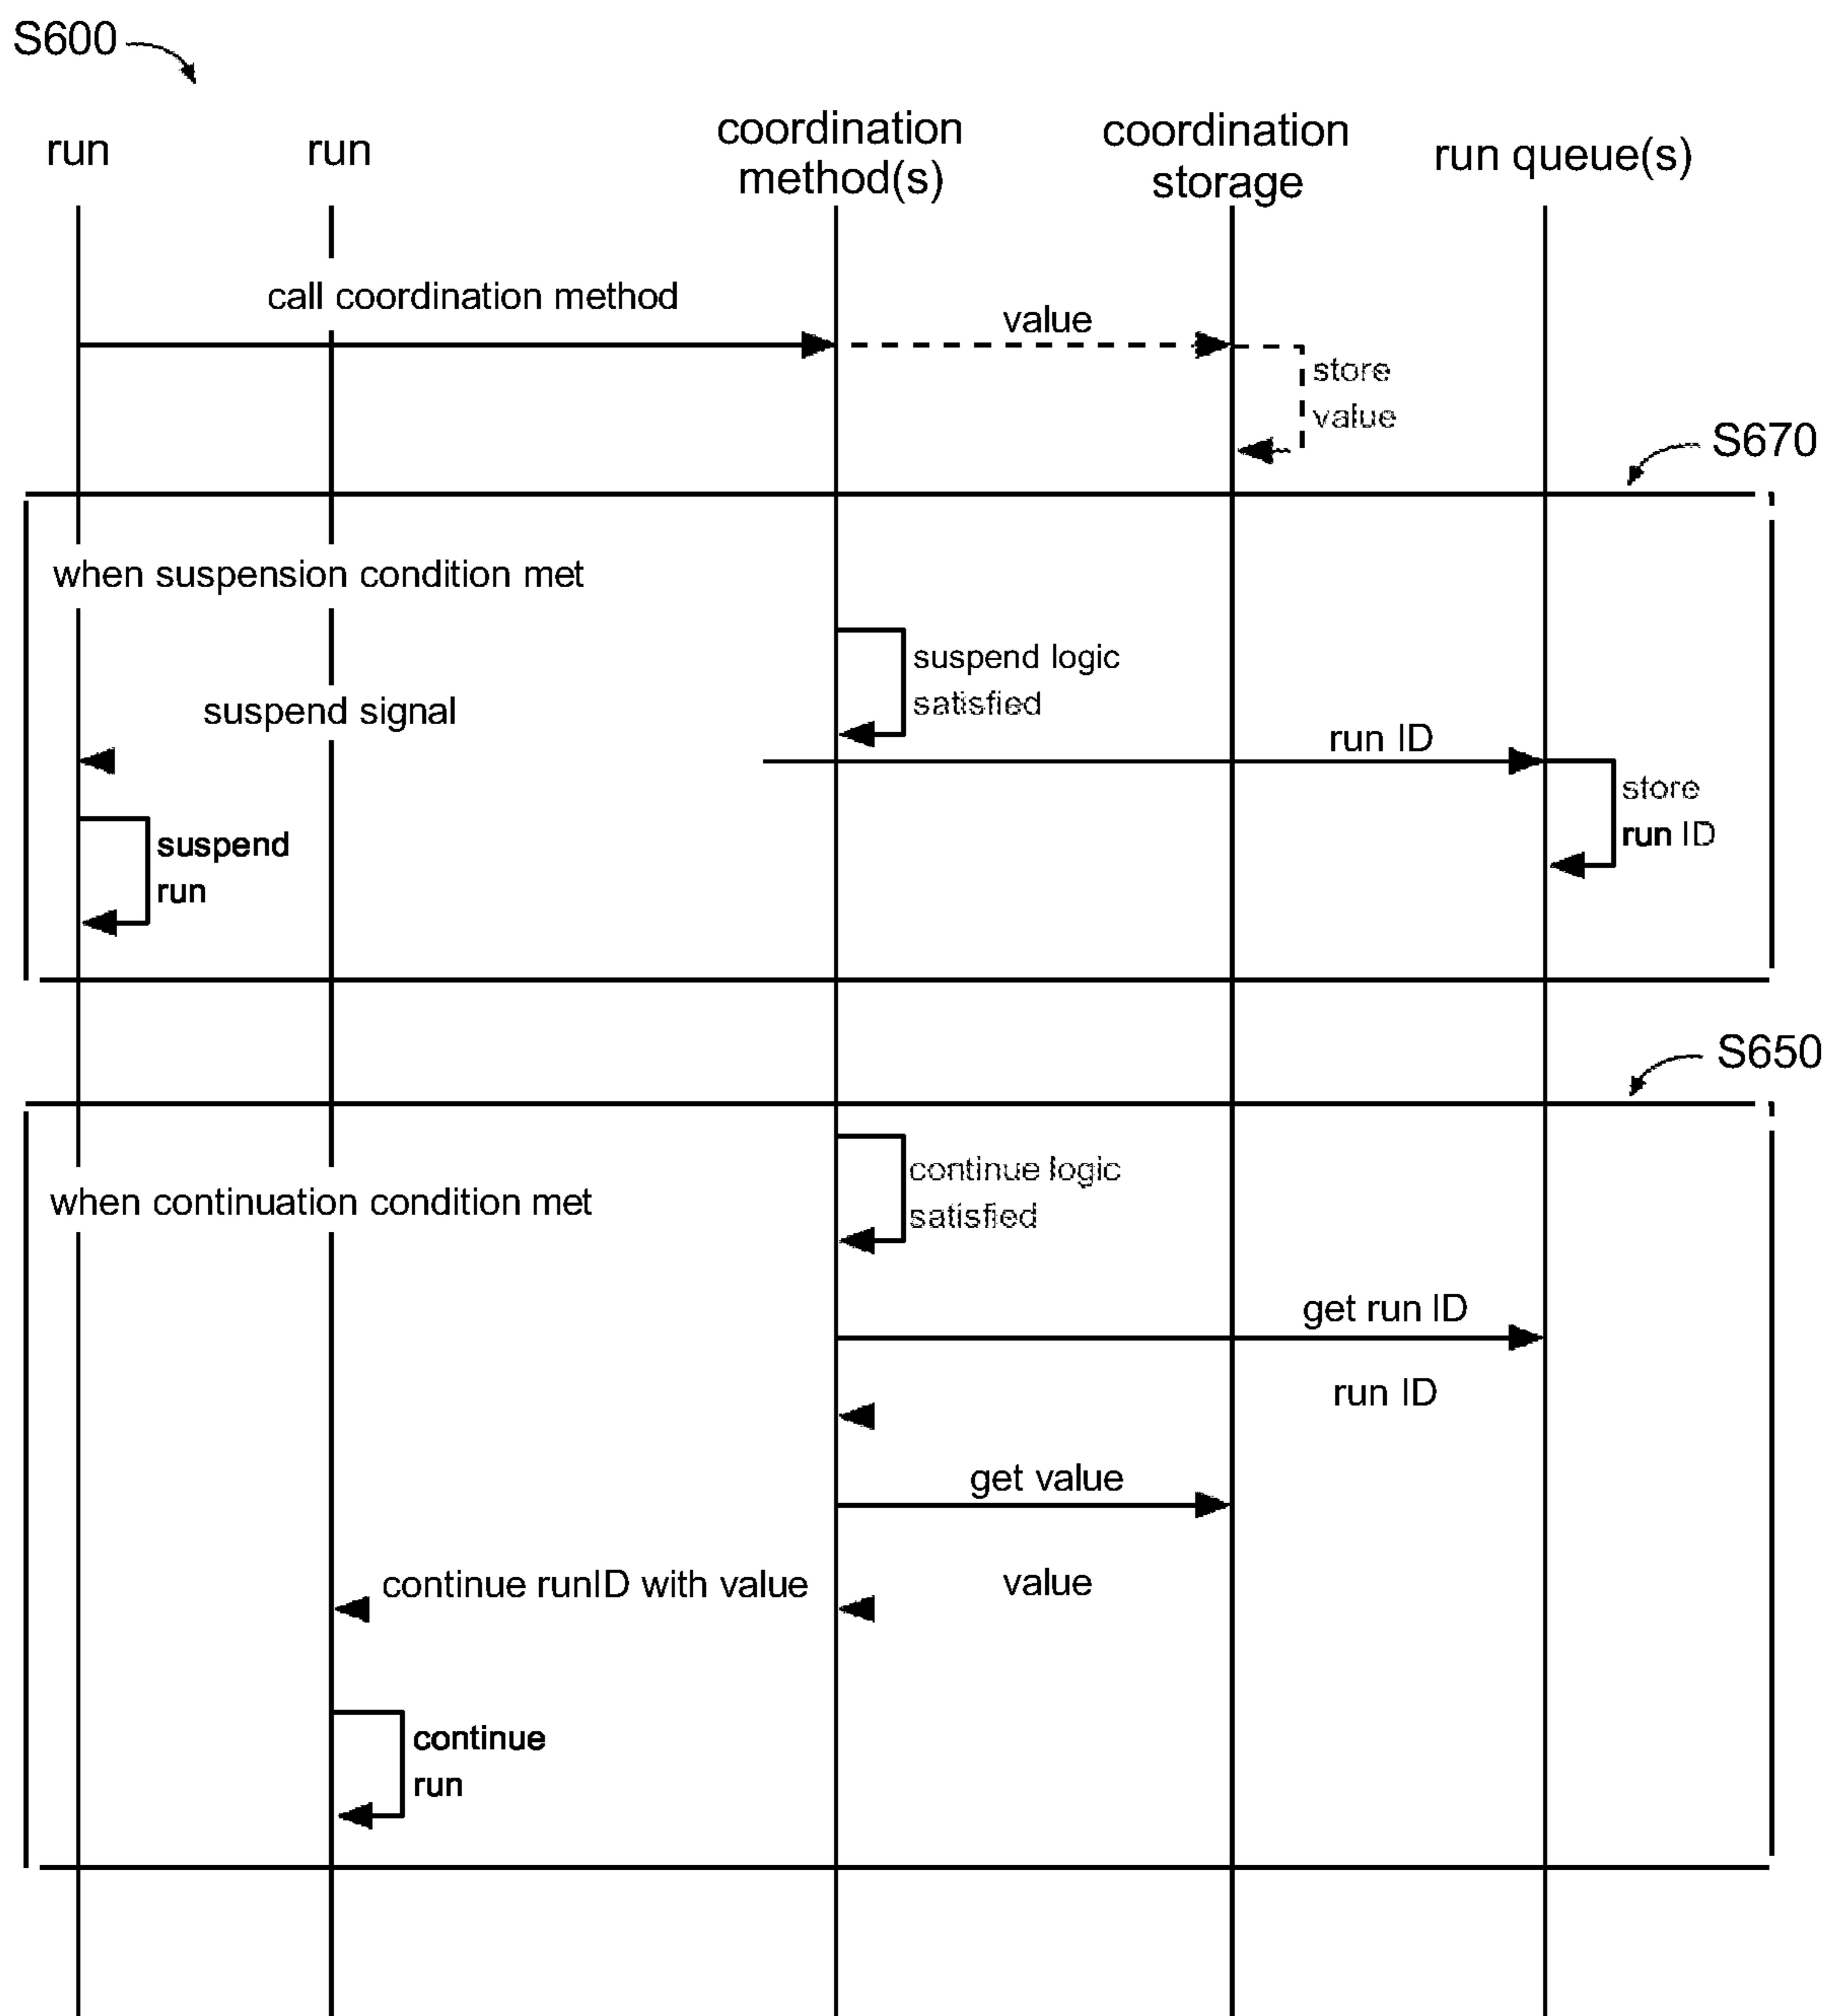 S600
run
run
coordination
method(s)
coordination
storage
run queue(s)
call coordination method
value
store
value
S670
when suspension condition met
suspend logic
satisfied
suspend signal
run ID
store
run ID
suspend
run
S650
continue logic
satisfied
when continuation condition met
get run ID
run ID
get value
continue runID with value
value
continue
run